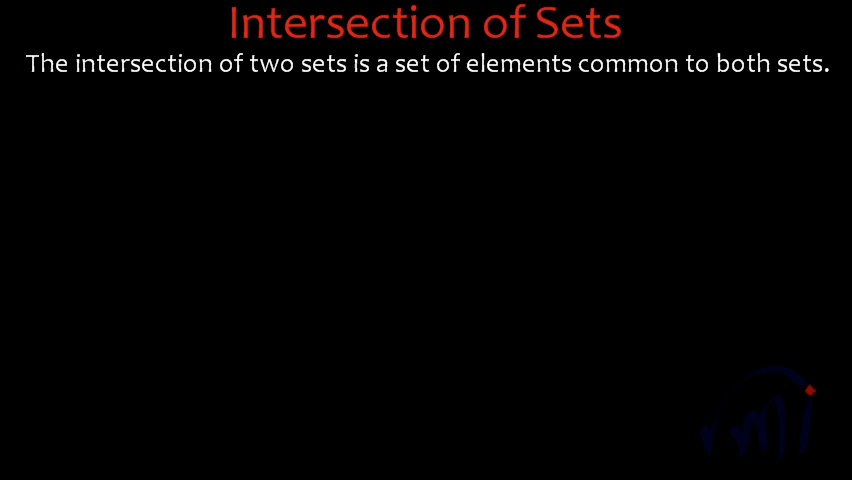 Intersection of Sets
The intersection of two sets is a set of elements common to both sets.